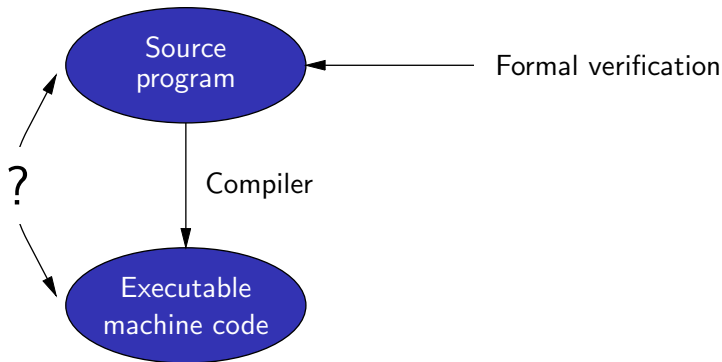 Source
program
Formal verification
?
Compiler
Executable
machine code